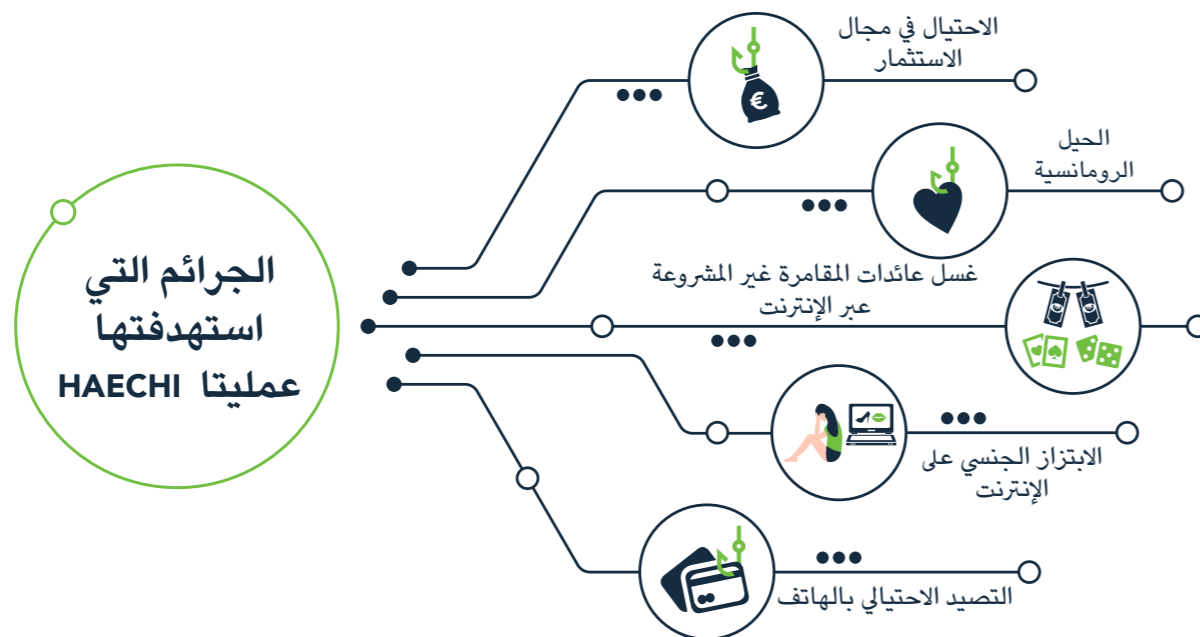 الجرائم التي
استهدفتها
عمليتا HAECHI
الاحتيال في مجال
الاستثمار
الحيل
الرومانسية
غسل عائدات المقامرة غير المشروعة
عبر الإنترنت
الابتزاز الجنسي على
الإنترنت
التصيد الاحتيالي بالهاتف